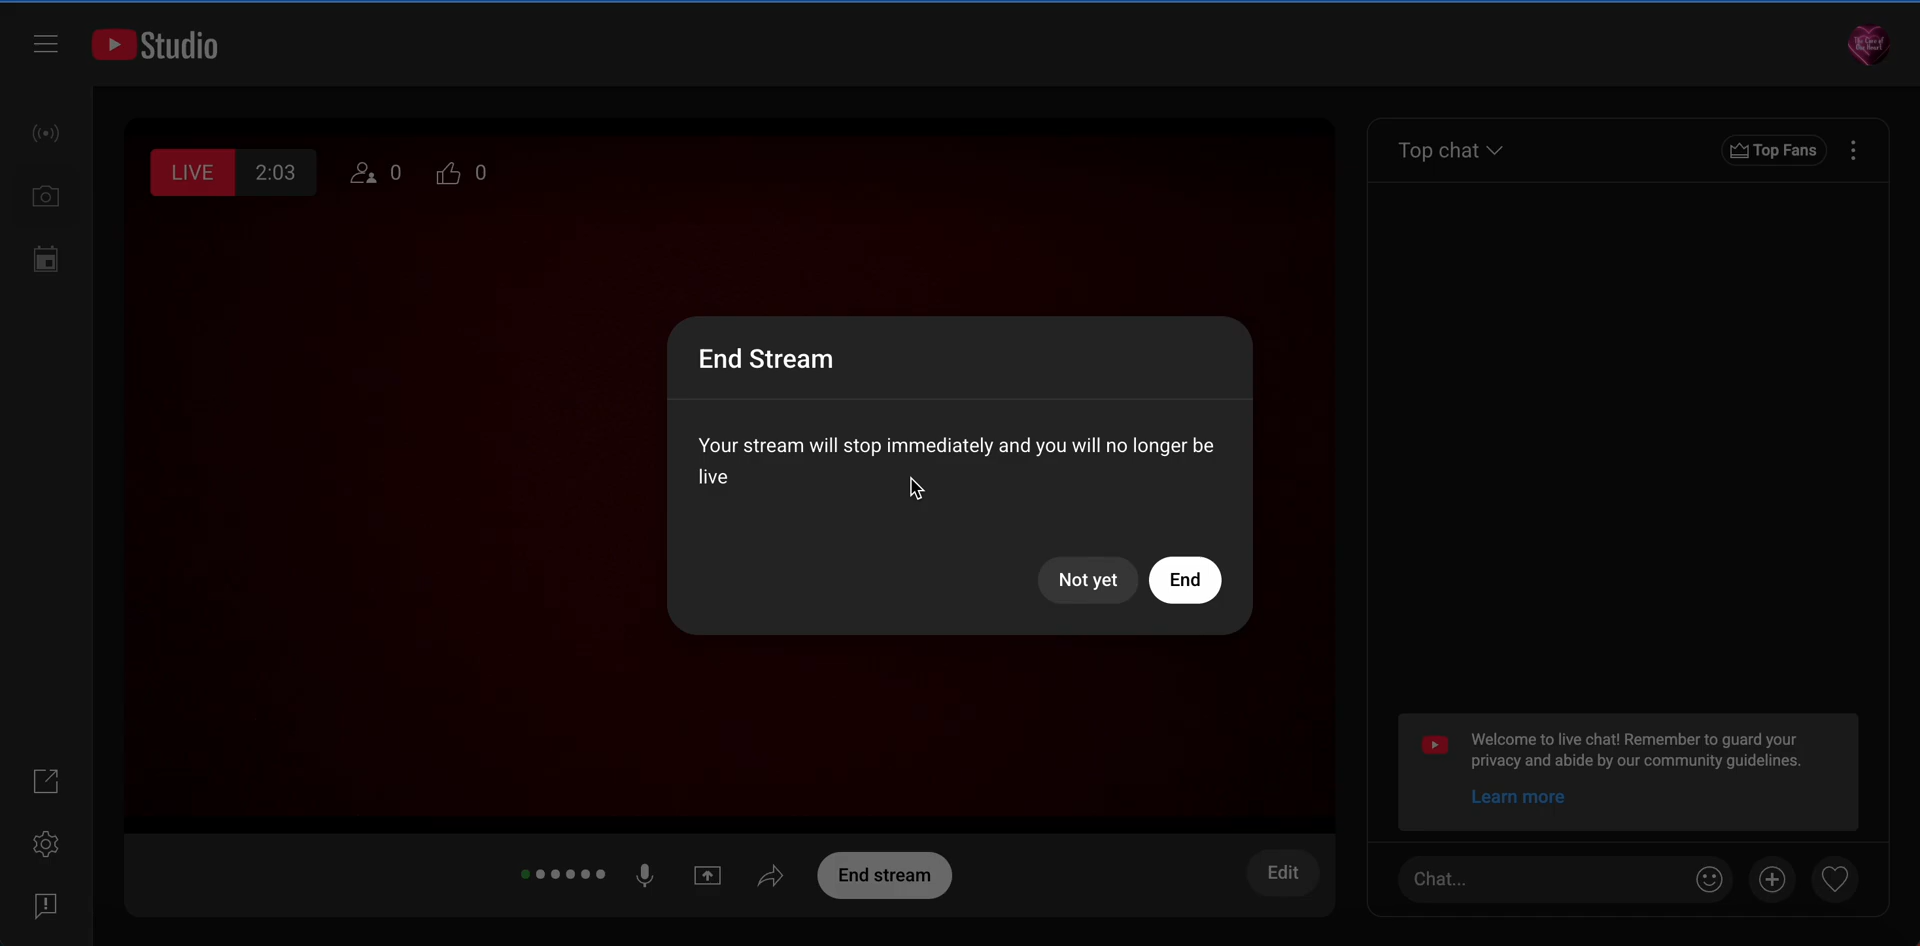 Studio
LIVE 2:03 0 0
Top chat
Top Fans
End Stream
Your stream will stop immediately and you will no longer be
live
Not yet
End
Welcome to live chat! Remember to guard your
privacy and abide by our community guidelines.
Learn more
End stream
Edit
Chat...